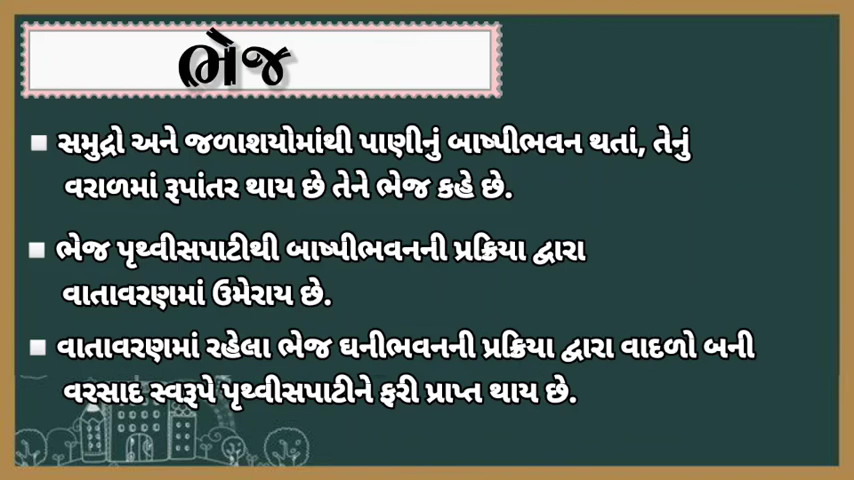 ભેજ
સમુદ્રો અને જળાશયોમાંથી પાણીનું બાષ્પીભવન થતાં, તેનું
વરાળમાં રૂપાંતર થાય છે તેને ભેજ કહે છે.
ભેજ પૃથ્વીસપાટીથી બાષ્પીભવનની પ્રક્રિયા દ્વારા
વાતાવરણમાં ઉમેરાય છે.
વાતાવરણમાં રહેલા ભેજ ઘનીભવનની પ્રક્રિયા દ્વારા વાદળો બની
વરસાદ સ્વરૂપે પૃથ્વીસપાટીને ફરી પ્રાપ્ત થાય છે.